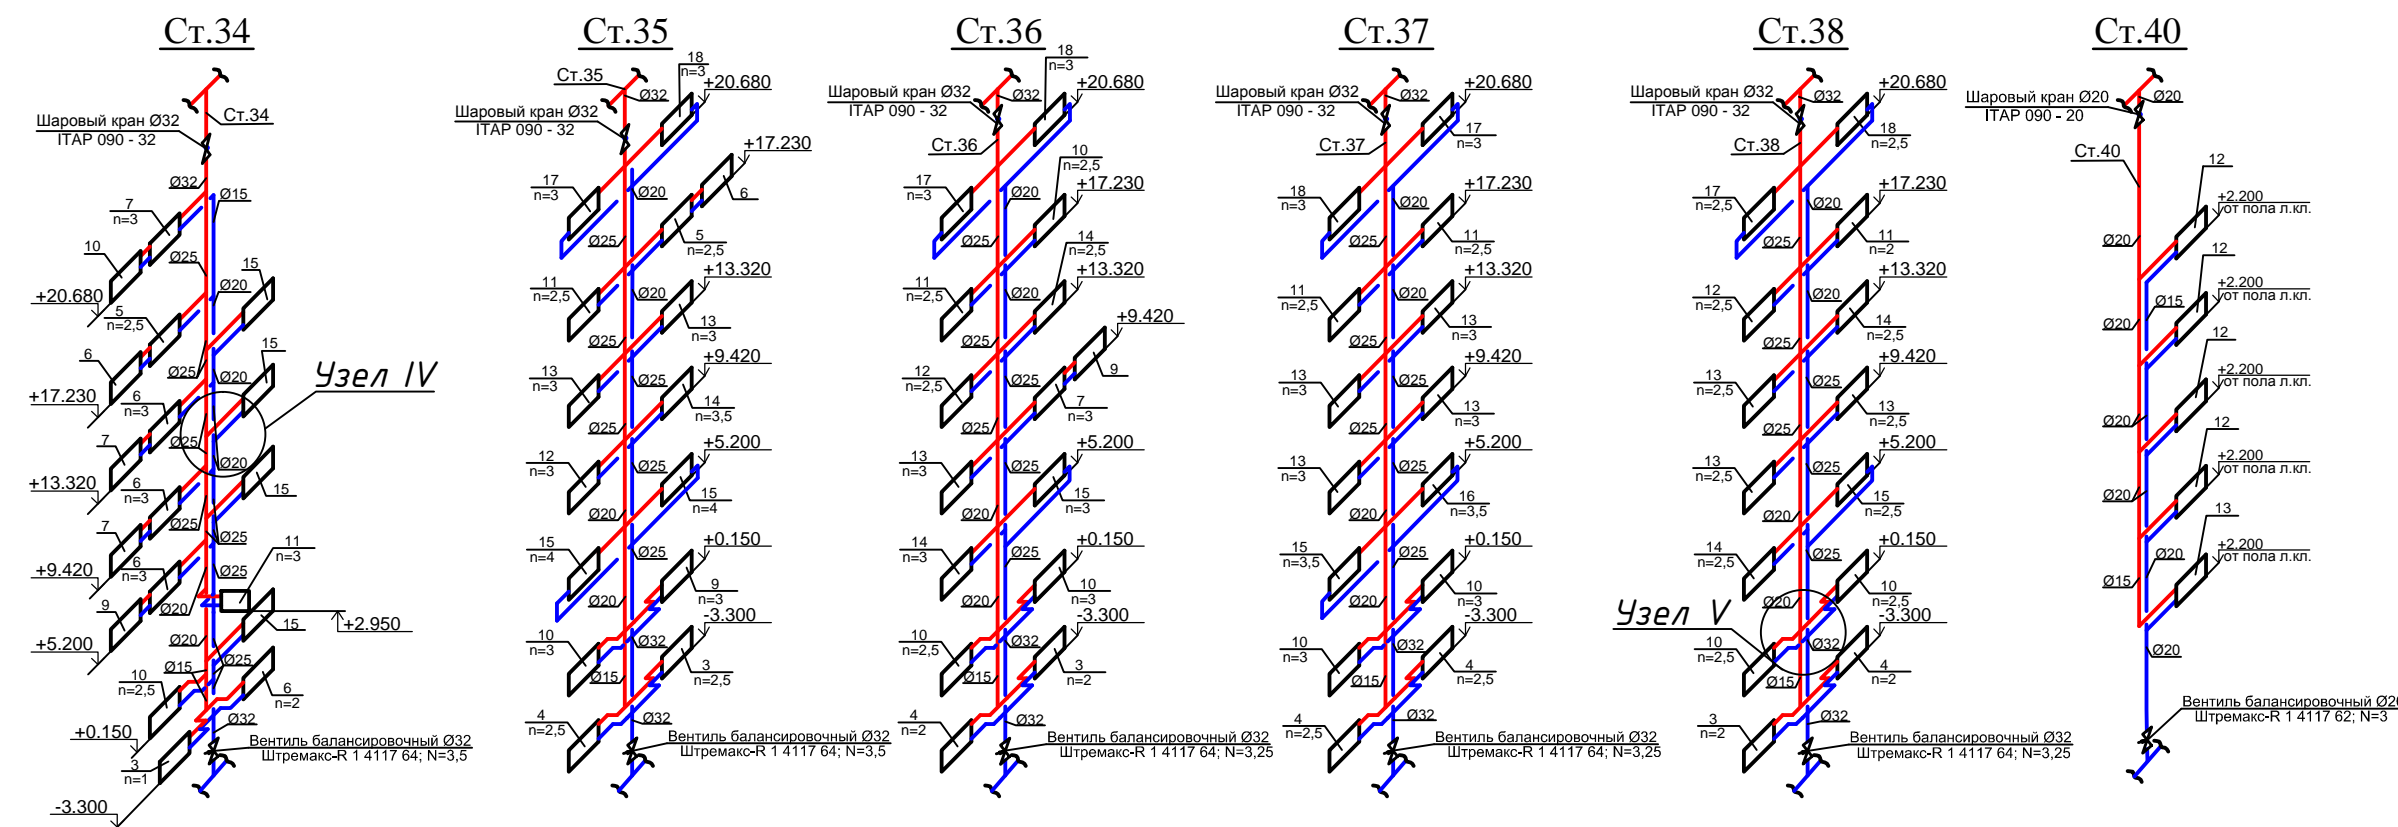 Ст.34
Шаровый кран Ø32
ITAP 090 - 32
Ст.34
Ø32
Ø15
7
n=3
10
Ø25
15
Ø20
+20.680
5
n=2,5
6
15
Ø25
Ø20
Узел IV
+17.230
6
n=3
7
Ø25
Ø20
15
+13.320
6
n=3
7
Ø25
Ø25
11
n=3
+9.420
6
n=3
Ø25
9
Ø20
15
+2.950
+5.200
Ø20
Ø15
Ø25
10
n=2,5
6
n=2
Ø32
+0.150
Вентиль балансировочный Ø32
Штремакс-R 1 4117 64; N=3,5
3
n=1
-3.300
Ст.35
Ст.35
18
n=3
+20.680
Ø32
Шаровый кран Ø32
ITAP 090 - 32
+17.230
17
n=3
Ø20
6
Ø25
5
n=2,5
+13.320
11
n=2,5
Ø20
13
n=3
Ø25
+9.420
13
n=3
Ø25
14
n=3,5
Ø25
+5.200
12
n=3
Ø25
15
n=4
Ø20
+0.150
15
n=4
Ø25
9
n=3
Ø20
-3.300
10
n=3
Ø32
3
n=2,5
Ø15
4
n=2,5
Ø32
Вентиль балансировочный Ø32
Штремакс-R 1 4117 64; N=3,5
Ст.36
18
n=3
+20.680
Шаровый кран Ø32
ITAP 090 - 32
Ø32
Ст.36
10
n=2,5
+17.230
17
n=3
Ø20
Ø25
14
n=2,5
+13.320
11
n=2,5
Ø20
Ø25
+9.420
12
n=2,5
Ø25
9
7
n=3
Ø25
+5.200
13
n=3
Ø25
15
n=3
Ø20
+0.150
14
n=3
Ø25
10
n=3
Ø20
-3.300
10
n=2,5
Ø32
3
n=2
Ø15
4
n=2
Ø32
Вентиль балансировочный Ø32
Штремакс-R 1 4117 64; N=3,25
Ст.37
+20.680
Шаровый кран Ø32
ITAP 090 - 32
Ø32
17
n=3
Ст.37
+17.230
18
n=3
Ø20
11
n=2,5
Ø25
+13.320
11
n=2,5
Ø20
13
n=3
Ø25
+9.420
13
n=3
Ø25
13
n=3
Ø25
+5.200
13
n=3
Ø25
16
n=3,5
Ø20
+0.150
15
n=3,5
Ø25
10
n=3
Ø20
-3.300
10
n=3
Ø32
4
n=2,5
Ø15
4
n=2,5
Ø32
Вентиль балансировочный Ø32
Штремакс-R 1 4117 64; N=3,25
Ст.38
+20.680
Шаровый кран Ø32
ITAP 090 - 32
Ø32
18
n=2,5
Ст.38
+17.230
17
n=2,5
Ø20
11
n=2
Ø25
+13.320
12
n=2,5
Ø20
14
n=2,5
Ø25
+9.420
13
n=2,5
Ø25
13
n=2,5
Ø25
+5.200
13
n=2,5
Ø25
15
n=2,5
Ø20
+0.150
14
n=2,5
Ø25
10
n=2,5
Ø20
Узел V
-3.300
10
n=2,5
Ø32
4
n=2
Ø15
3
n=2
Ø32
Вентиль балансировочный Ø32
Штремакс-R 1 4117 64; N=3,25
Ст.40
Шаровый кран Ø20
ITAP 090 - 20
Ø20
Ст.40
12
+2.200
от пола л.кл.
Ø20
12
+2.200
от пола л.кл.
Ø15
Ø20
12
+2.200
от пола л.кл.
Ø20
12
+2.200
от пола л.кл.
Ø20
13
+2.200
от пола л.кл.
Ø20
Ø15
Ø20
Вентиль балансировочный Ø20
Штремакс-R 1 4117 62; N=3